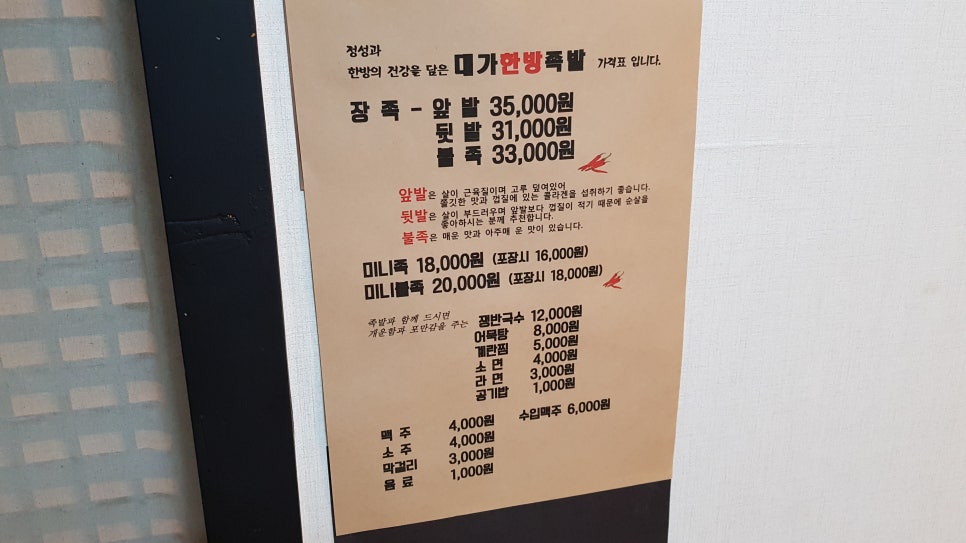 정성과
한방의 건강을 담은 대가한방족발 가격표 입니다.
장 족 - 앞 발 35,000원
뒷 발 31,000원
불 족 33,000원
앞발은 살이 근육질이며 고루 덮여있어
쫄깃한 맛과 껍질에 있는 콜라겐을 섭취하기 좋습니다.
뒷발은 살이 부드러우며 앞발보다 껍질이 적기 때문에 순살을
좋아하시는 분께 추천합니다.
불족은 매운 맛과 아주매 운 맛이 있습니다.
미니족 18,000원 (포장시 16,000원)
미니불족 20,000원 (포장시 18,000원)
족발과 함께 드시면
개운함과 포만감을 주는
쟁반국수 12,000원
어묵탕 8,000원
계란찜 5,000원
소 면 4,000원
라 면 3,000원
공기밥 1,000원
맥 주 4,000원 수입맥주 6,000원
소 주 4,000원
막걸리 3,000원
음 료 1,000원